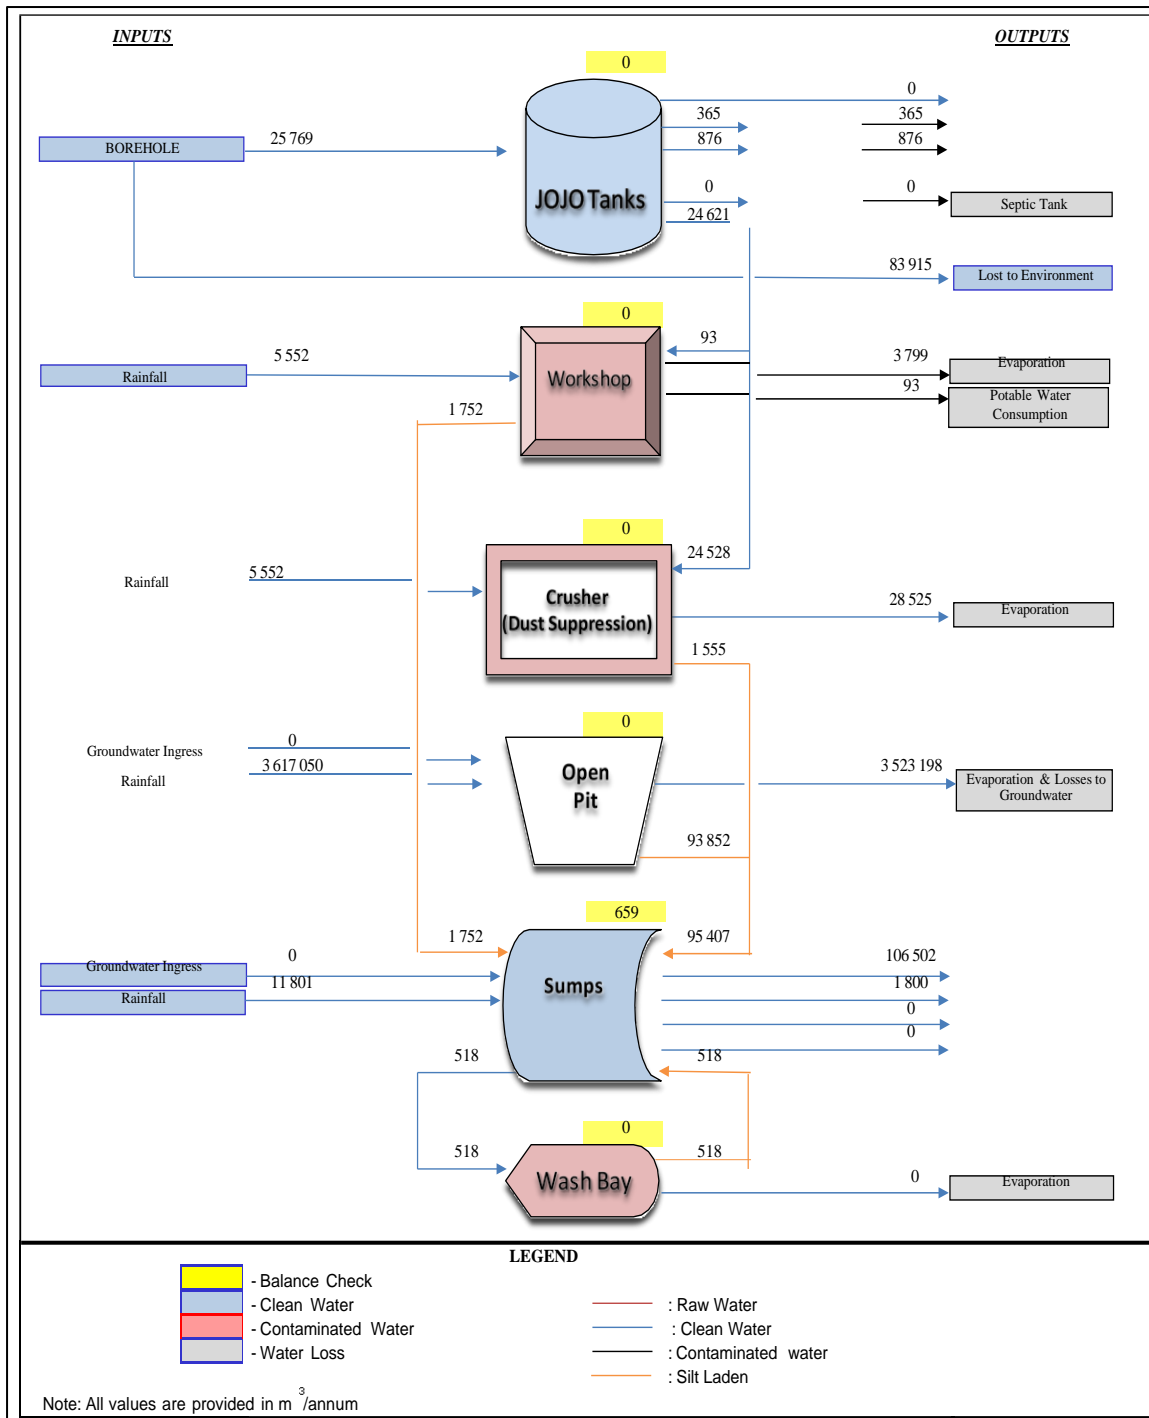 INPUTS
OUTPUTS
0
0
365
365
876
876
BOREHOLE
25 769
JOJO Tanks
0
0
24 621
Septic Tank
83 915
Lost to Environment
0
93
5 552
Rainfall
Workshop
3 799
Evaporation
93
Potable Water
Consumption
1 752
0
24 528
5 552
Rainfall
Crusher
(Dust Suppression)
28 525
Evaporation
1 555
0
Groundwater Ingress
0
3 617 050
Rainfall
Open
Pit
3 523 198
Evaporation & Losses to
Groundwater
93 852
659
1 752
95 407
Groundwater Ingress
0
11 801
Rainfall
Sumps
106 502
1 800
0
0
518
518
0
518
518
Wash Bay
0
Evaporation
LEGEND
- Balance Check
- Clean Water
- Contaminated Water
- Water Loss
: Raw Water
: Clean Water
: Contaminated water
: Silt Laden
Note: All values are provided in m³/annum